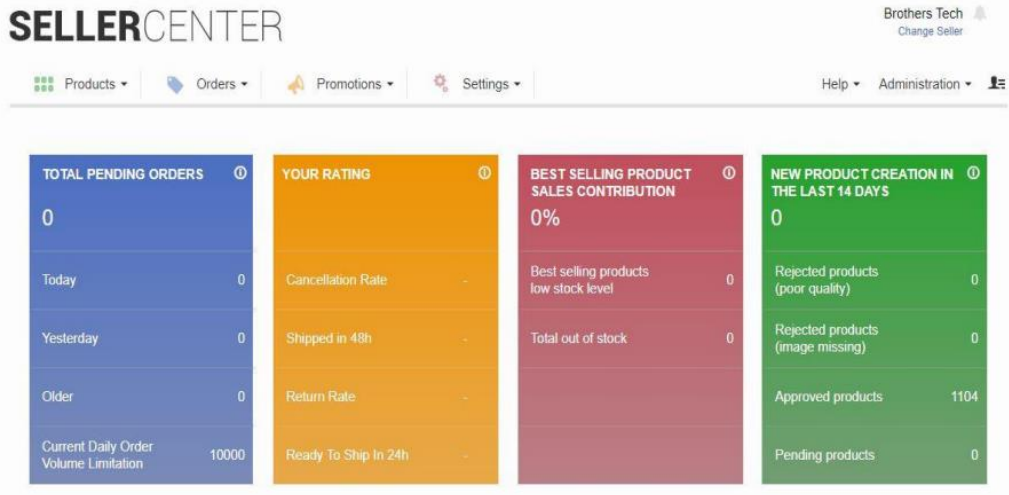 SELLERCENTER
Brothers Tech
Change Seller
Products
Orders
Promotions
Settings
Help
Administration
TOTAL PENDING ORDERS
0
Today 0
Yesterday 0
Older 0
Current Daily Order
Volume Limitation 10000
YOUR RATING
Cancellation Rate -
Shipped in 48h -
Return Rate -
Ready To Ship In 24h -
BEST SELLING PRODUCT
SALES CONTRIBUTION
0%
Best selling products
low stock level 0
Total out of stock 0
NEW PRODUCT CREATION IN
THE LAST 14 DAYS
0
Rejected products
(poor quality) 0
Rejected products
(image missing) 0
Approved products 1104
Pending products 0